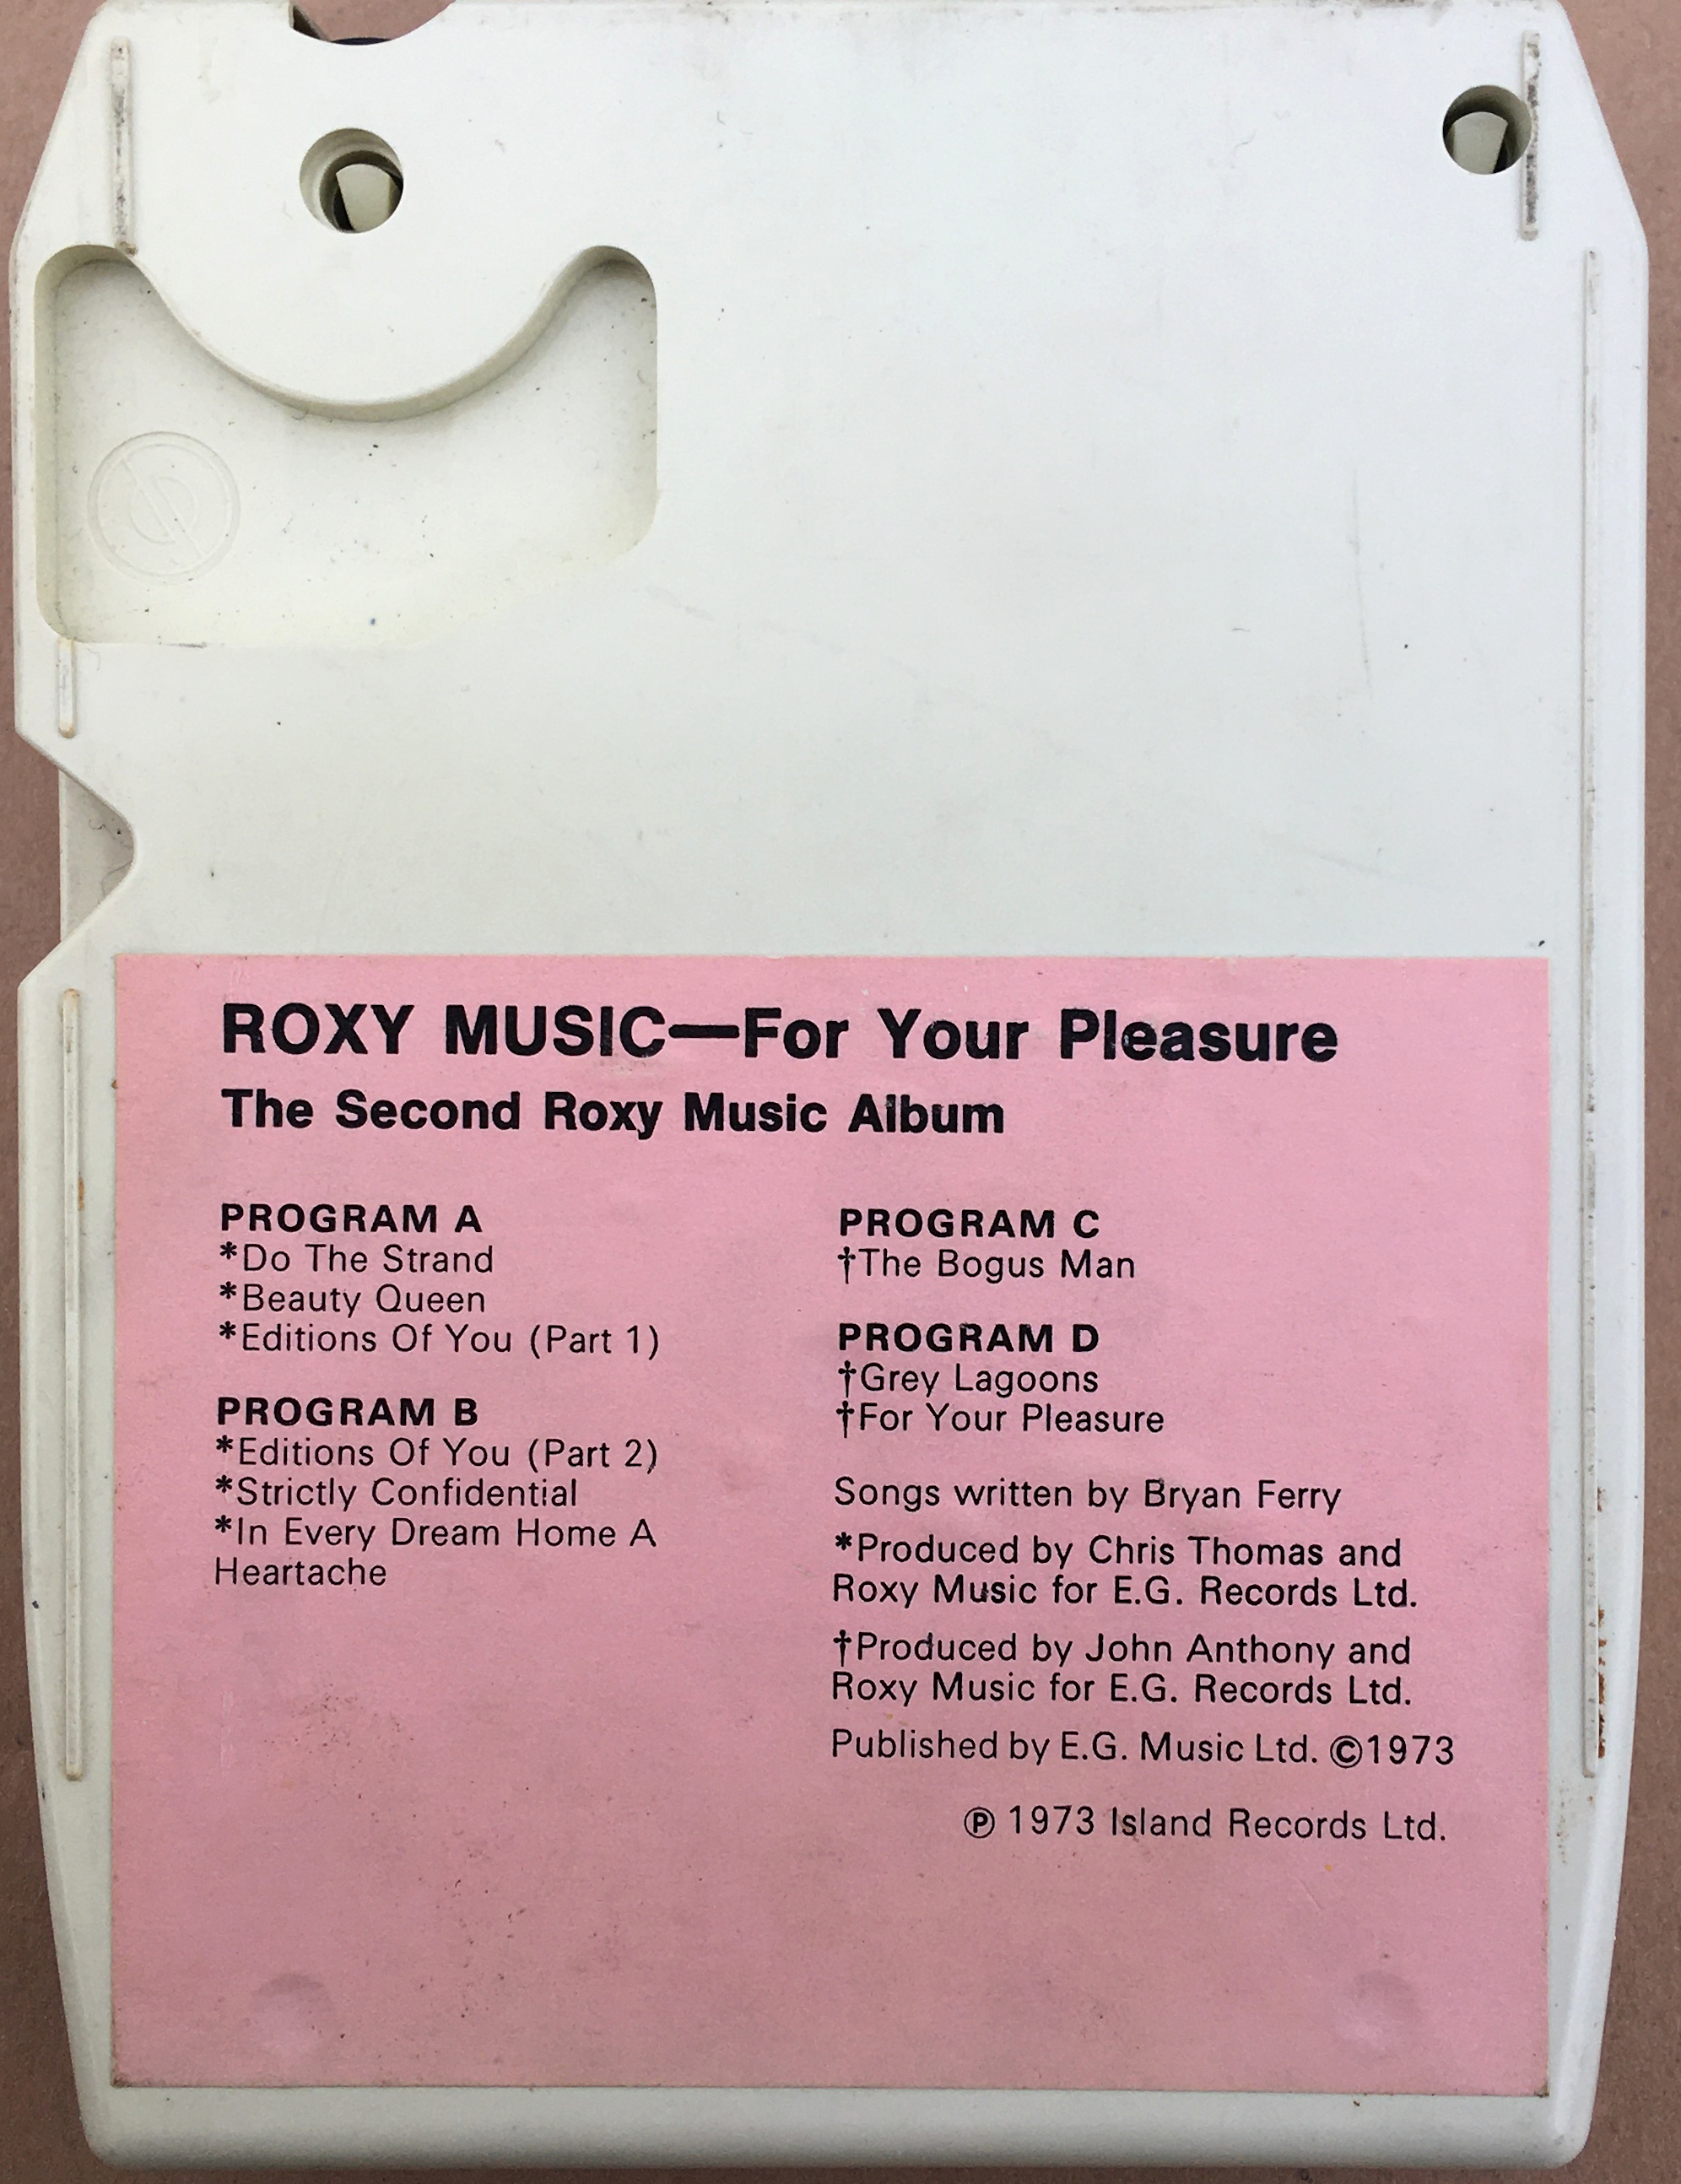 ROXY MUSIC—For Your Pleasure
The Second Roxy Music Album
PROGRAM A
*Do The Strand
*Beauty Queen
*Editions Of You (Part 1)
PROGRAM B
*Editions Of You (Part 2)
*Strictly Confidential
*In Every Dream Home A
Heartache
PROGRAM C
†The Bogus Man
PROGRAM D
†Grey Lagoons
†For Your Pleasure
Songs written by Bryan Ferry
*Produced by Chris Thomas and
Roxy Music for E.G. Records Ltd.
†Produced by John Anthony and
Roxy Music for E.G. Records Ltd.
Published by E.G. Music Ltd. ©1973
℗ 1973 Island Records Ltd.